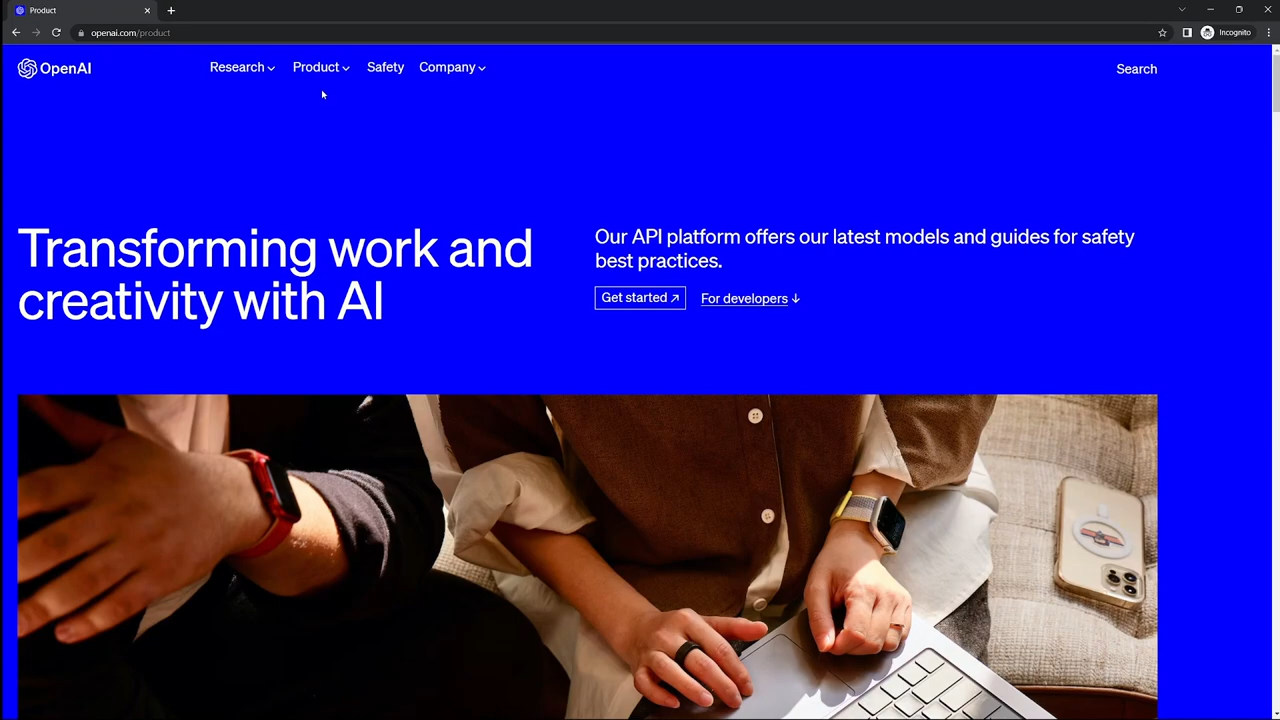 Product
openai.com/product
Incognito
OpenAI
Research
Product
Safety
Company
Search
Transforming work and
creativity with AI
Our API platform offers our latest models and guides for safety
best practices.
Get started ↗
For developers ↓